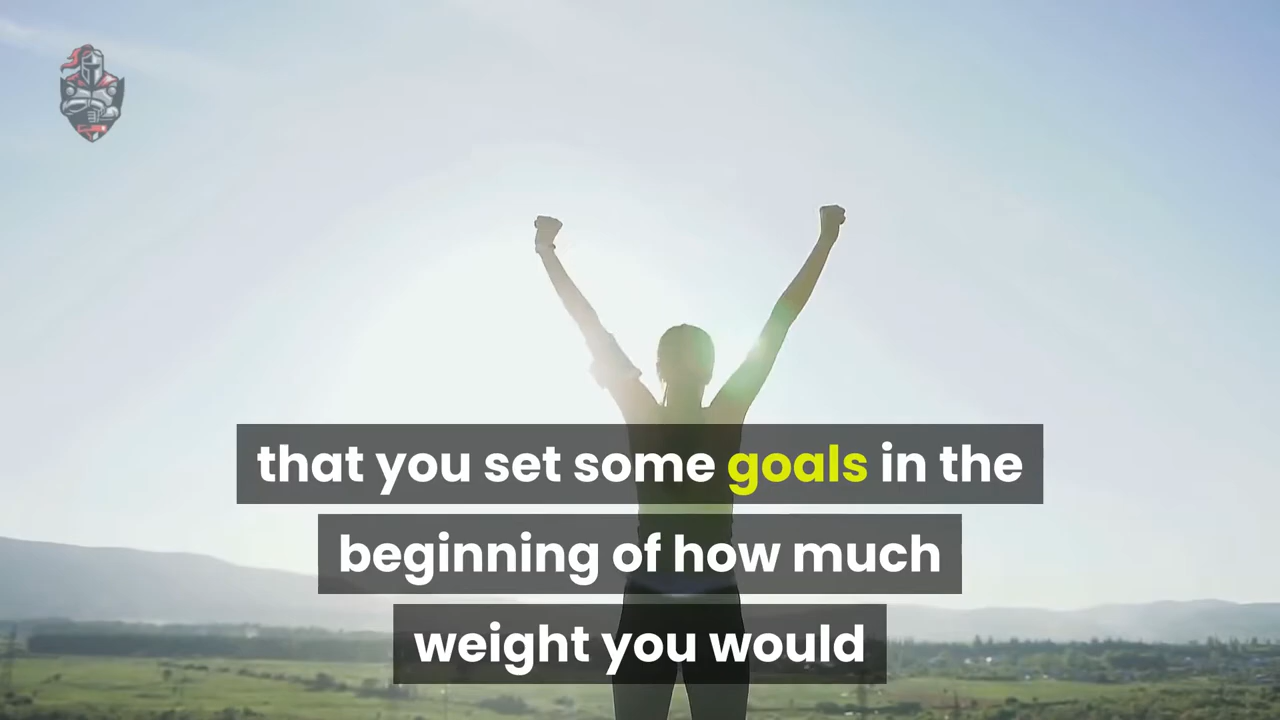 that you set some goals in the
beginning of how much
weight you would